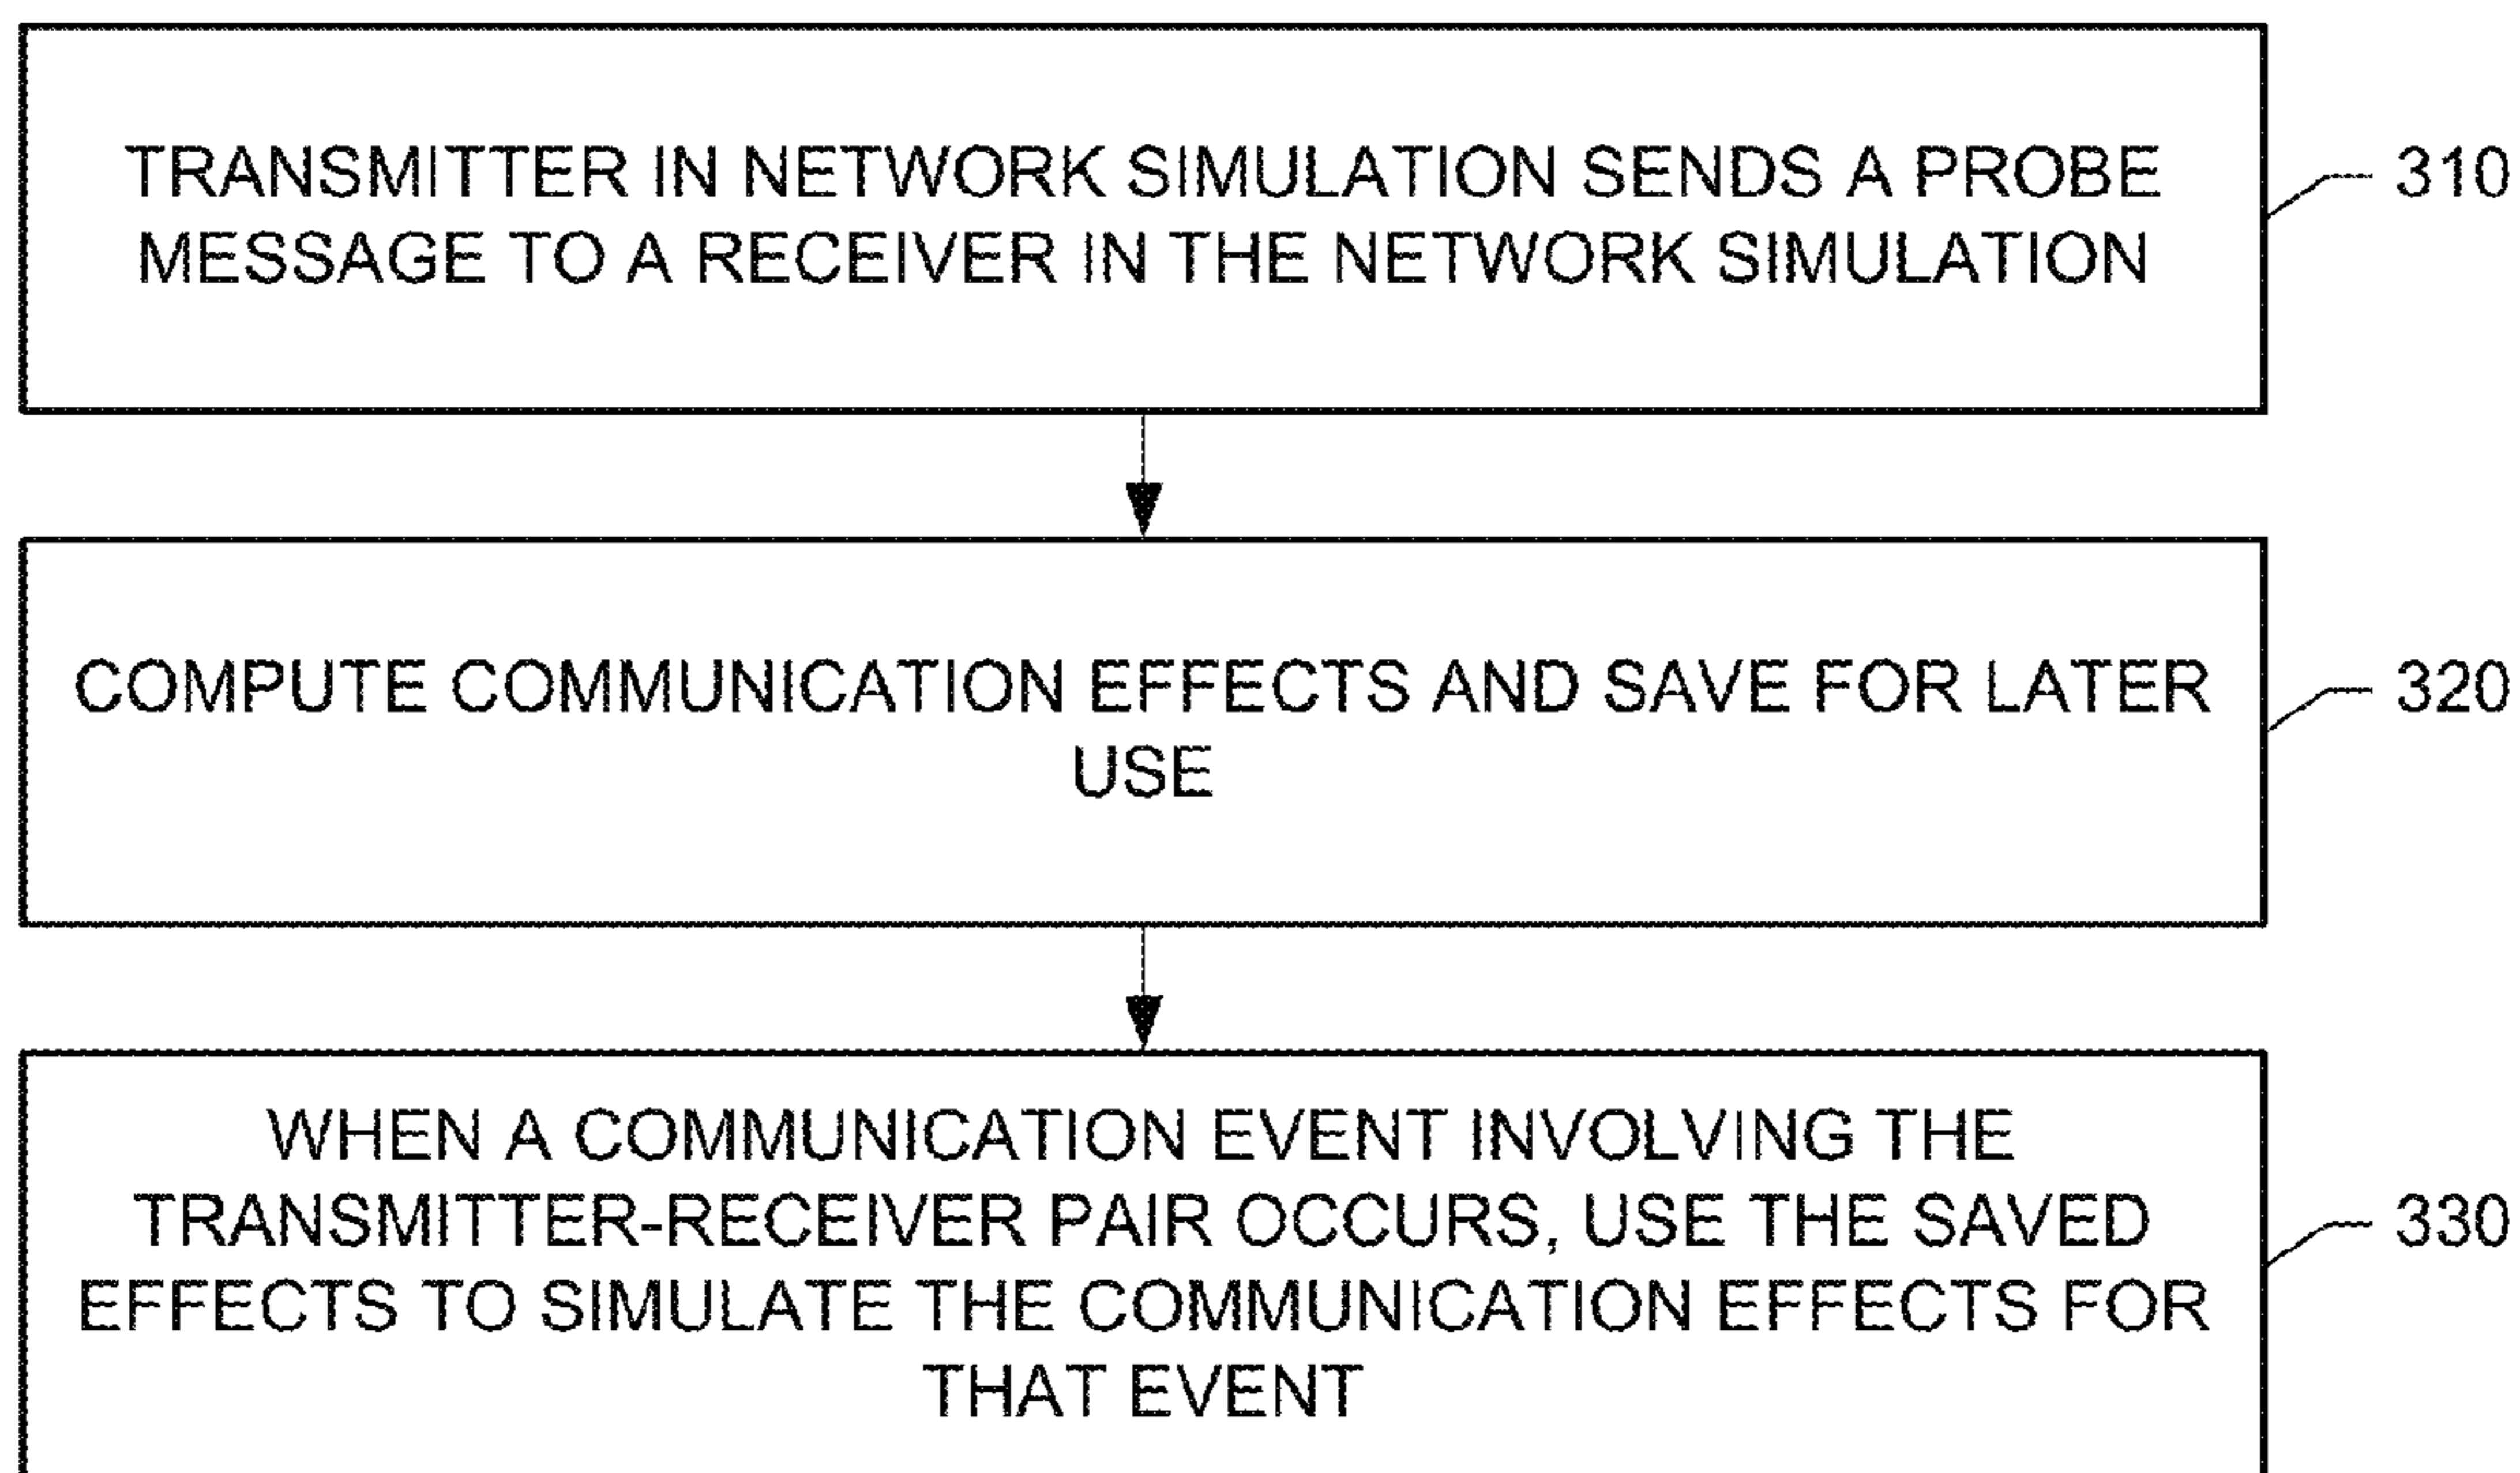 TRANSMITTER IN NETWORK SIMULATION SENDS A PROBE
MESSAGE TO A RECEIVER IN THE NETWORK SIMULATION
310
COMPUTE COMMUNICATION EFFECTS AND SAVE FOR LATER
USE
320
WHEN A COMMUNICATION EVENT INVOLVING THE
TRANSMITTER-RECEIVER PAIR OCCURS, USE THE SAVED
EFFECTS TO SIMULATE THE COMMUNICATION EFFECTS FOR
THAT EVENT
330